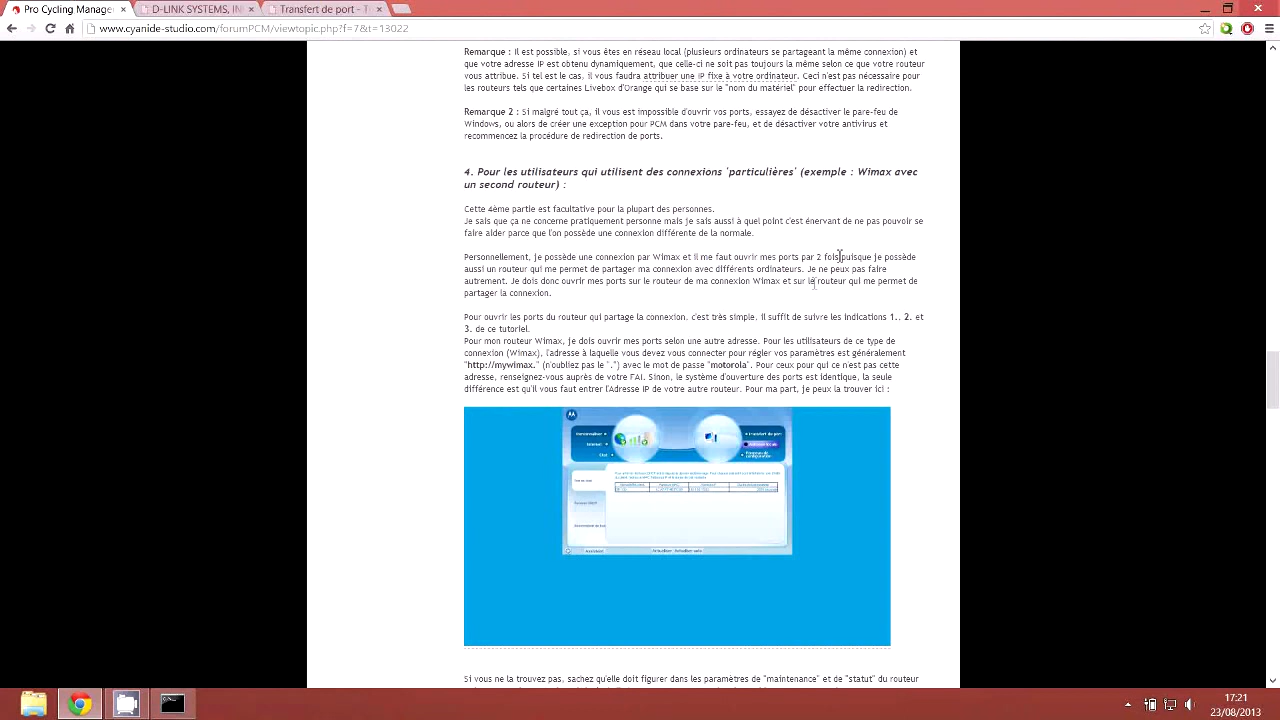 Pro Cycling Manage
D-LINK SYSTEMS, IN
Transfert de port - T
www.cyanide-studio.com/forumPCM/viewtopic.php?f=7&t=13022
Remarque : Il est possible, si vous êtes en réseau local (plusieurs ordinateurs se partageant la même connexion) et
que votre adresse IP est obtenu dynamiquement, que celle-ci ne soit pas toujours la même selon ce que votre routeur
vous attribue. Si tel est le cas, il vous faudra attribuer une IP fixe à votre ordinateur. Ceci n'est pas nécessaire pour
les routeurs tels que certaines Livebox d'Orange qui se base sur le "nom du matériel" pour effectuer la redirection.
Remarque 2 : Si malgré tout ça, il vous est impossible d'ouvrir vos ports, essayez de désactiver le pare-feu de
Windows, ou alors de créer une exception pour PCM dans votre pare-feu, et de désactiver votre antivirus et
recommencez la procédure de redirection de ports.
4. Pour les utilisateurs qui utilisent des connexions 'particulières' (exemple : Wimax avec
un second routeur) :
Cette 4ème partie est facultative pour la plupart des personnes.
Je sais que ça ne concerne pratiquement personne mais je sais aussi à quel point c'est énervant de ne pas pouvoir se
faire aider parce que l'on possède une connexion différente de la normale.
Personnellement, je possède une connexion par Wimax et il me faut ouvrir mes ports par 2 fois puisque je possède
aussi un routeur qui me permet de partager ma connexion avec différents ordinateurs. Je ne peux pas faire
autrement. Je dois donc ouvrir mes ports sur le routeur de ma connexion Wimax et sur le routeur qui me permet de
partager la connexion.
Pour ouvrir les ports du routeur qui partage la connexion, c'est très simple, il suffit de suivre les indications 1., 2. et
3. de ce tutoriel.
Pour mon routeur Wimax, je dois ouvrir mes ports selon une autre adresse. Pour les utilisateurs de ce type de
connexion (Wimax), l'adresse à laquelle vous devez vous connecter pour régler vos paramètres est généralement
"http://mywimax." (n'oubliez pas le ".") avec le mot de passe "motorola". Pour ceux pour qui ce n'est pas cette
adresse, renseignez-vous auprès de votre FAI. Sinon, le système d'ouverture des ports est identique, la seule
différence est qu'il vous faut entrer l'Adresse IP de votre autre routeur. Pour ma part, je peux la trouver ici :
Transfert de port
Etat
Si vous ne la trouvez pas, sachez qu'elle doit figurer dans les paramètres de "maintenance" et de "statut" du routeur
17:21
23/08/2013